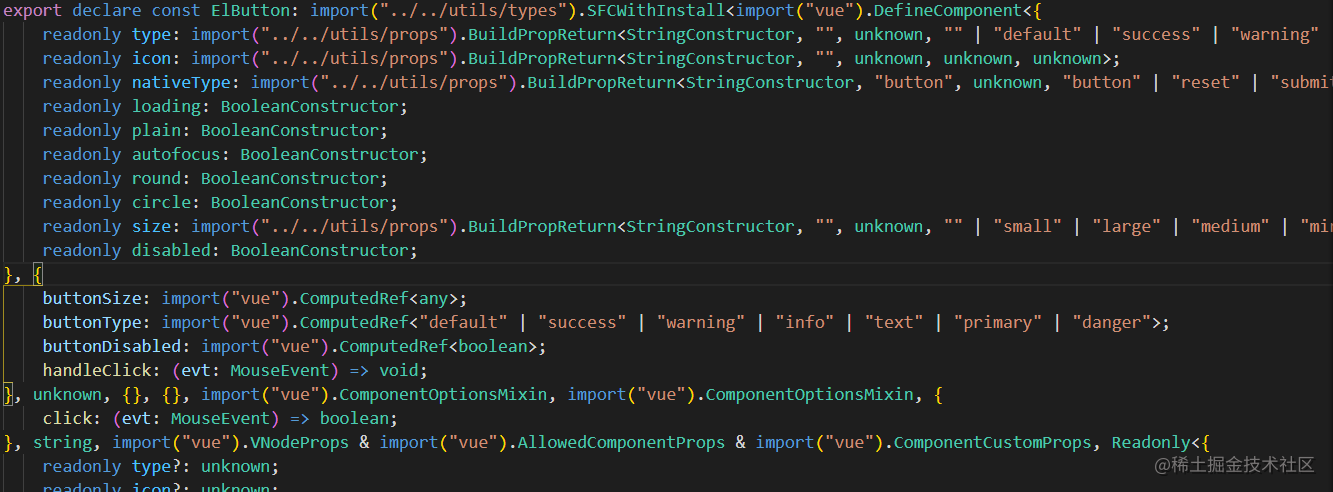 export declare const ElButton: import("../../utils/types").SFCWithInstall<import("vue").DefineComponent<{
    readonly type: import("../../utils/props").BuildPropReturn<StringConstructor, "", unknown, "" | "default" | "success" | "warning"
    readonly icon: import("../../utils/props").BuildPropReturn<StringConstructor, "", unknown, unknown, unknown>;
    readonly nativeType: import("../../utils/props").BuildPropReturn<StringConstructor, "button", unknown, "button" | "reset" | "submi
    readonly loading: BooleanConstructor;
    readonly plain: BooleanConstructor;
    readonly autofocus: BooleanConstructor;
    readonly round: BooleanConstructor;
    readonly circle: BooleanConstructor;
    readonly size: import("../../utils/props").BuildPropReturn<StringConstructor, "", unknown, "" | "small" | "large" | "medium" | "mi
    readonly disabled: BooleanConstructor;
}, {
    buttonSize: import("vue").ComputedRef<any>;
    buttonType: import("vue").ComputedRef<"default" | "success" | "warning" | "info" | "text" | "primary" | "danger">;
    buttonDisabled: import("vue").ComputedRef<boolean>;
    handleClick: (evt: MouseEvent) => void;
}, unknown, {}, {}, import("vue").ComponentOptionsMixin, import("vue").ComponentOptionsMixin, {
    click: (evt: MouseEvent) => boolean;
}, string, import("vue").VNodeProps & import("vue").AllowedComponentProps & import("vue").ComponentCustomProps, Readonly<{
    readonly type?: unknown;
    readonly icon?: unknown;
@稀土掘金技术社区